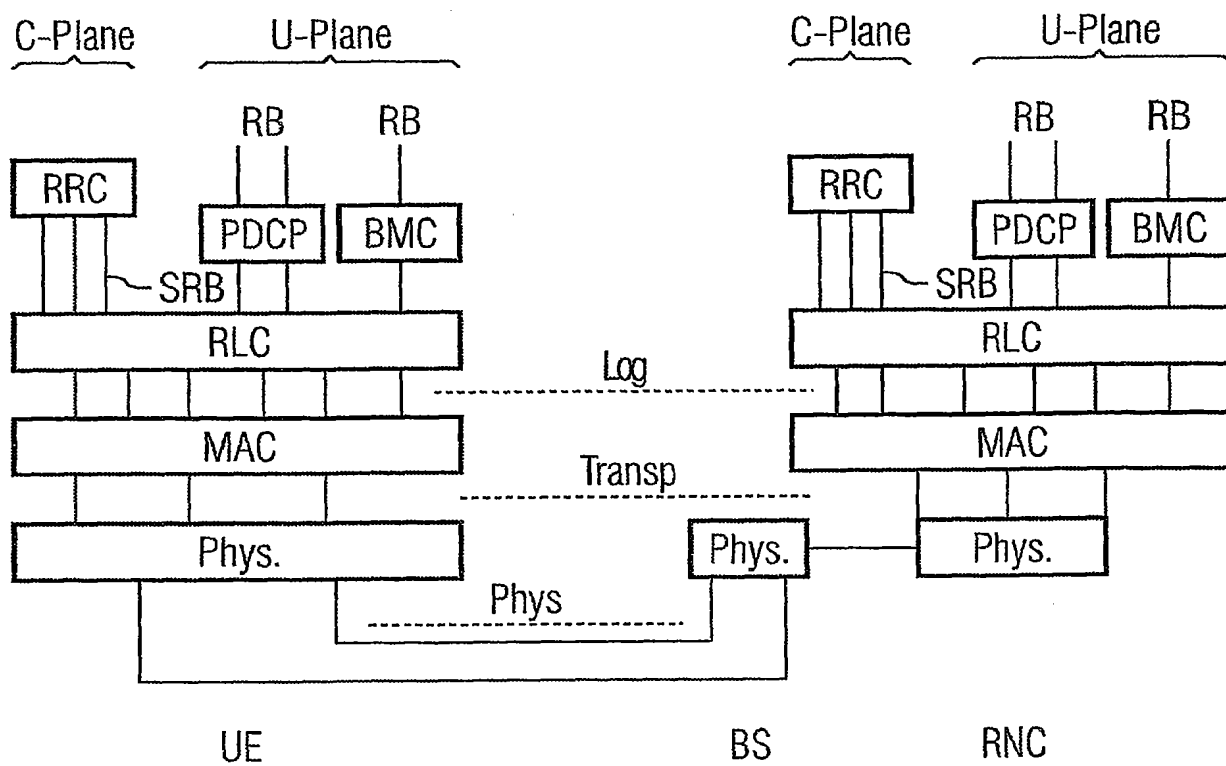 C-Plane U-Plane C-Plane U-Plane
RB RB RB RB
RRC RRC
PDCP BMC PDCP BMC
SRB SRB
RLC RLC
Log
MAC MAC
Transp
Phys. Phys. Phys.
Phys
UE BS RNC